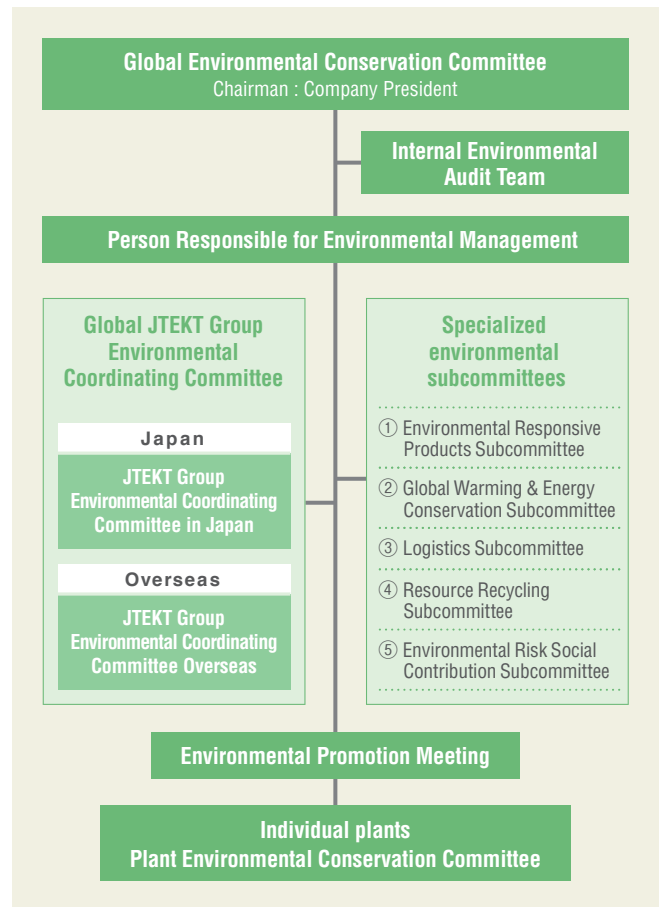 Global Environmental Conservation Committee
Chairman : Company President
Internal Environmental
Audit Team
Person Responsible for Environmental Management
Global JTEKT Group
Environmental
Coordinating Committee
Japan
JTEKT Group
Environmental Coordinating
Committee in Japan
Overseas
JTEKT Group
Environmental Coordinating
Committee Overseas
Specialized
environmental
subcommittees
① Environmental Responsive
Products Subcommittee
② Global Warming & Energy
Conservation Subcommittee
③ Logistics Subcommittee
④ Resource Recycling
Subcommittee
⑤ Environmental Risk Social
Contribution Subcommittee
Environmental Promotion Meeting
Individual plants
Plant Environmental Conservation Committee